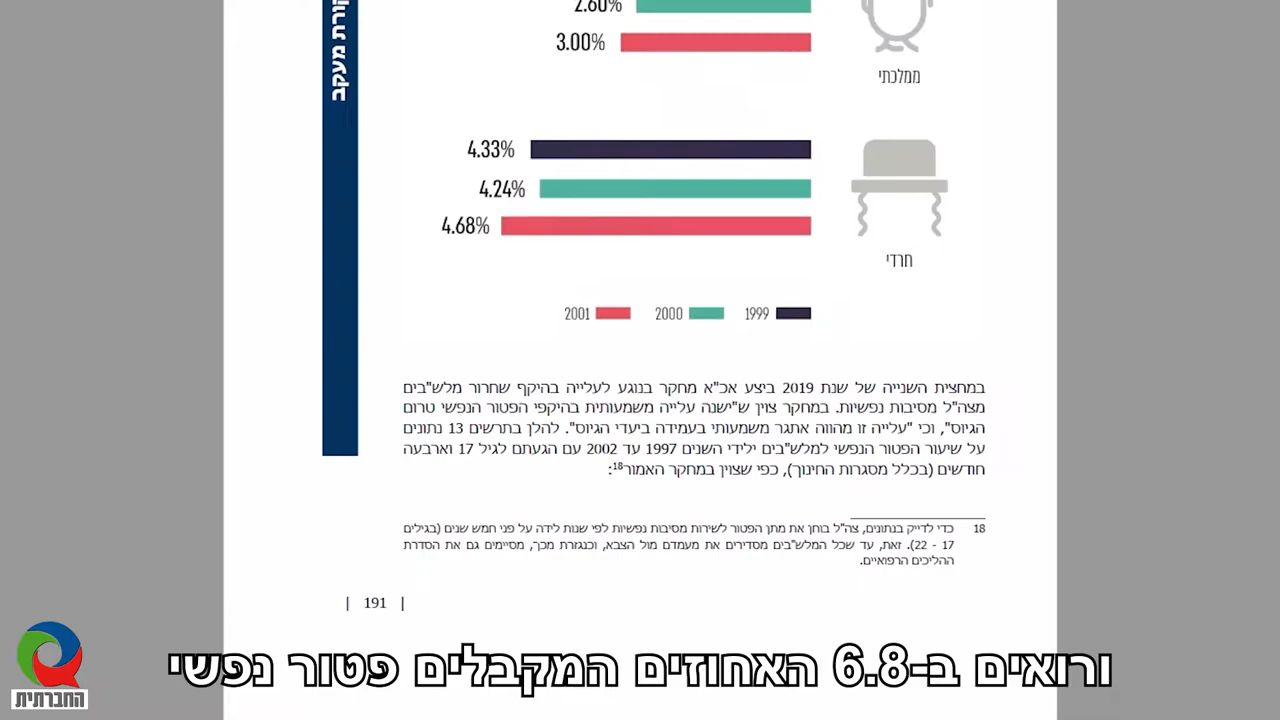 קורת מעקב
2.60%
3.00%
ממלכתי
4.33%
4.24%
4.68%
חרדי
1999 2000 2001
במחצית השנייה של שנת 2019 ביצע אכ"א מחקר בנוגע לעלייה בהיקף שחרור מלש"בים
מצה"ל מסיבות נפשיות. במחקר צוין ש"ישנה עלייה משמעותית בהיקפי הפטור הנפשי טרום
הגיוס", וכי "עלייה זו מהווה אתגר משמעותי בעמידה ביעדי הגיוס". להלן בתרשים 13 נתונים
על שיעור הפטור הנפשי למלש"בים ילידי השנים 1997 עד 2002 עם הגעתם לגיל 17 וארבעה
חודשים (בכלל מסגרות החינוך), כפי שצוין במחקר האמור18:
18 כדי לדייק בנתונים, צה"ל בוחן את מתן הפטור לשירות מסיבות נפשיות לפי שנות לידה על פני חמש שנים (בגילים
17 - 22). זאת, עד שכל המלש"בים מסדירים את מעמדם מול הצבא, וכנגזרת מכך, מסיימים גם את הסדרת
ההליכים הרפואיים.
| 191 |
ורואים ב-6.8 האחוזים המקבלים פטור נפשי
החברתית